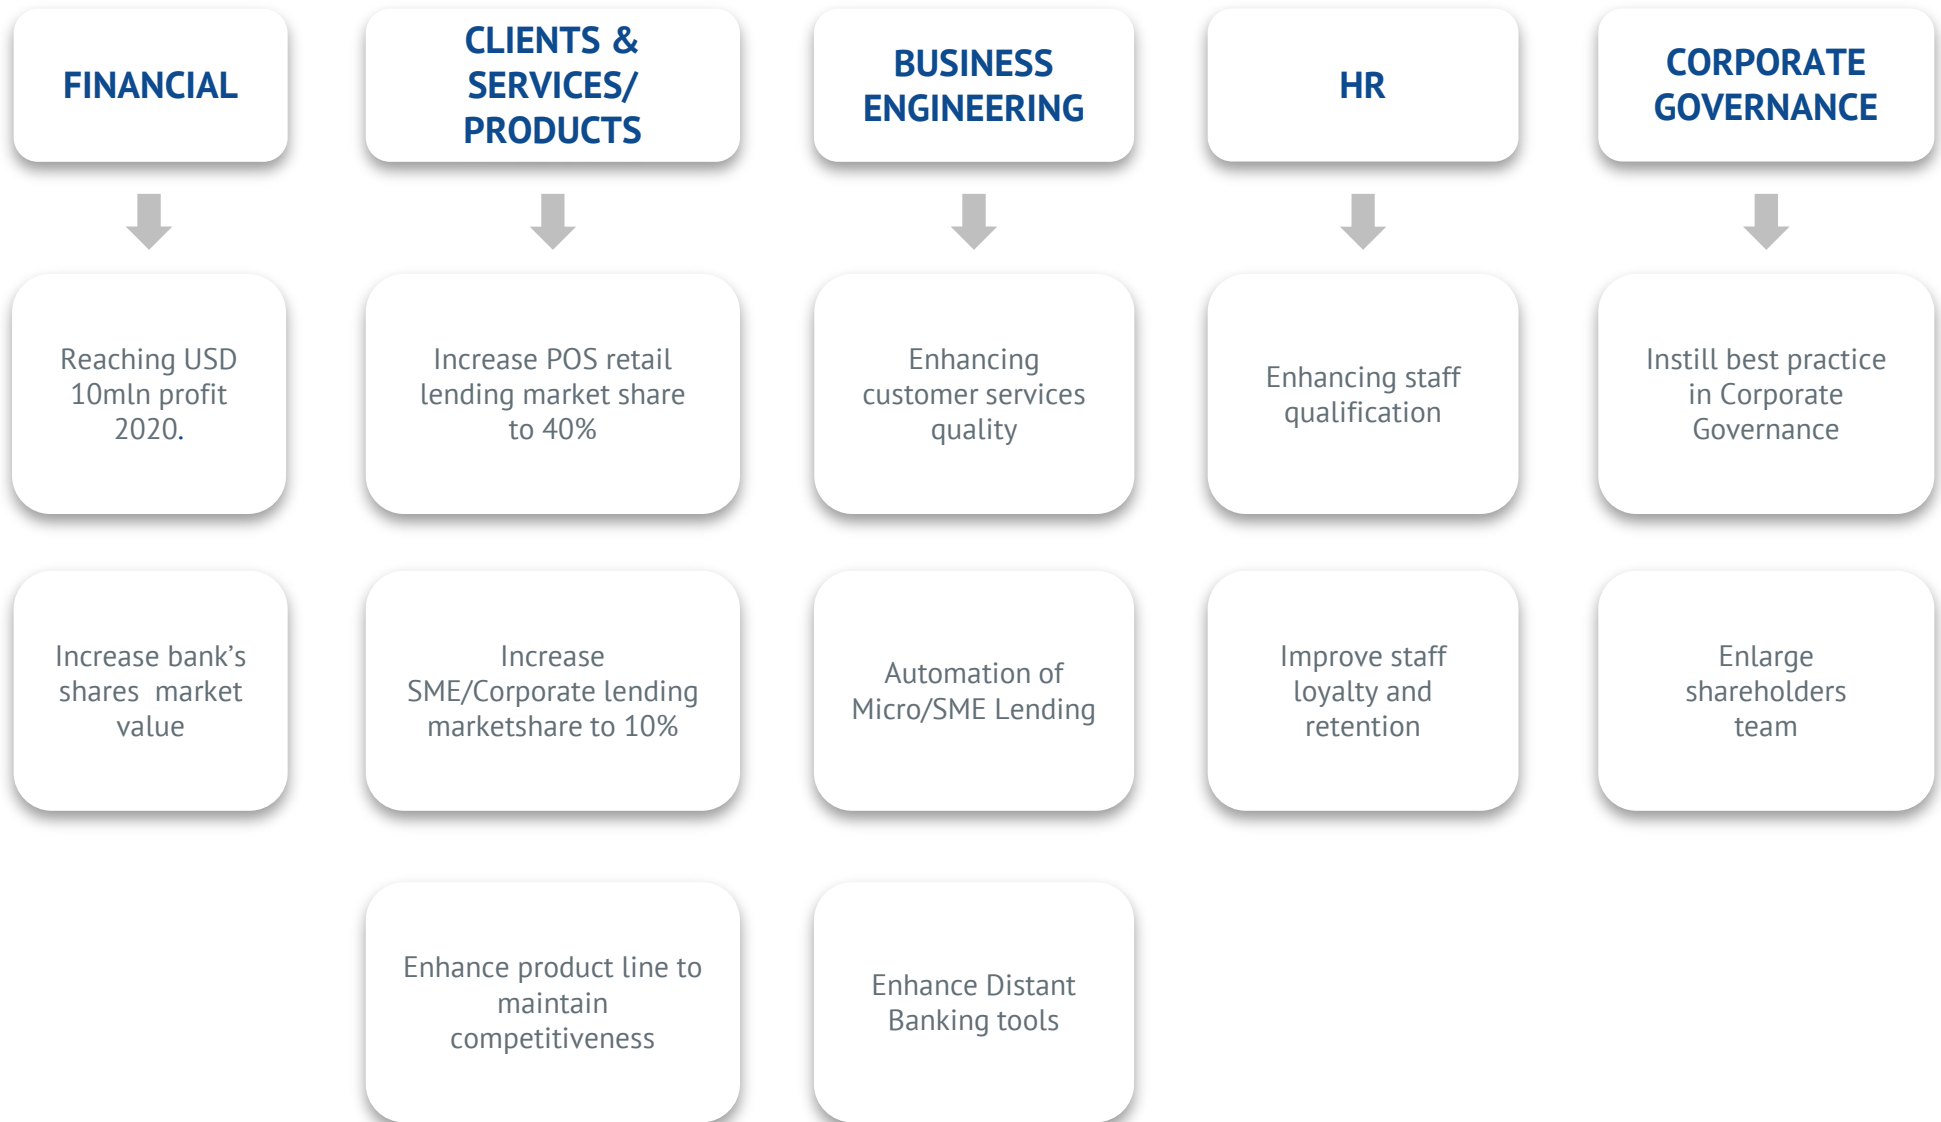 FINANCIAL
CLIENTS &
SERVICES/
PRODUCTS
BUSINESS
ENGINEERING
HR
CORPORATE
GOVERNANCE
Reaching USD
10mln profit
2020.
Increase POS retail
lending market share
to 40%
Enhancing
customer services
quality
Enhancing staff
qualification
Instill best practice
in Corporate
Governance
Increase bank’s
shares  market
value
Increase
SME/Corporate lending
marketshare to 10%
Automation of
Micro/SME Lending
Improve staff
loyalty and
retention
Enlarge
shareholders
team
Enhance product line to
maintain
competitiveness
Enhance Distant
Banking tools